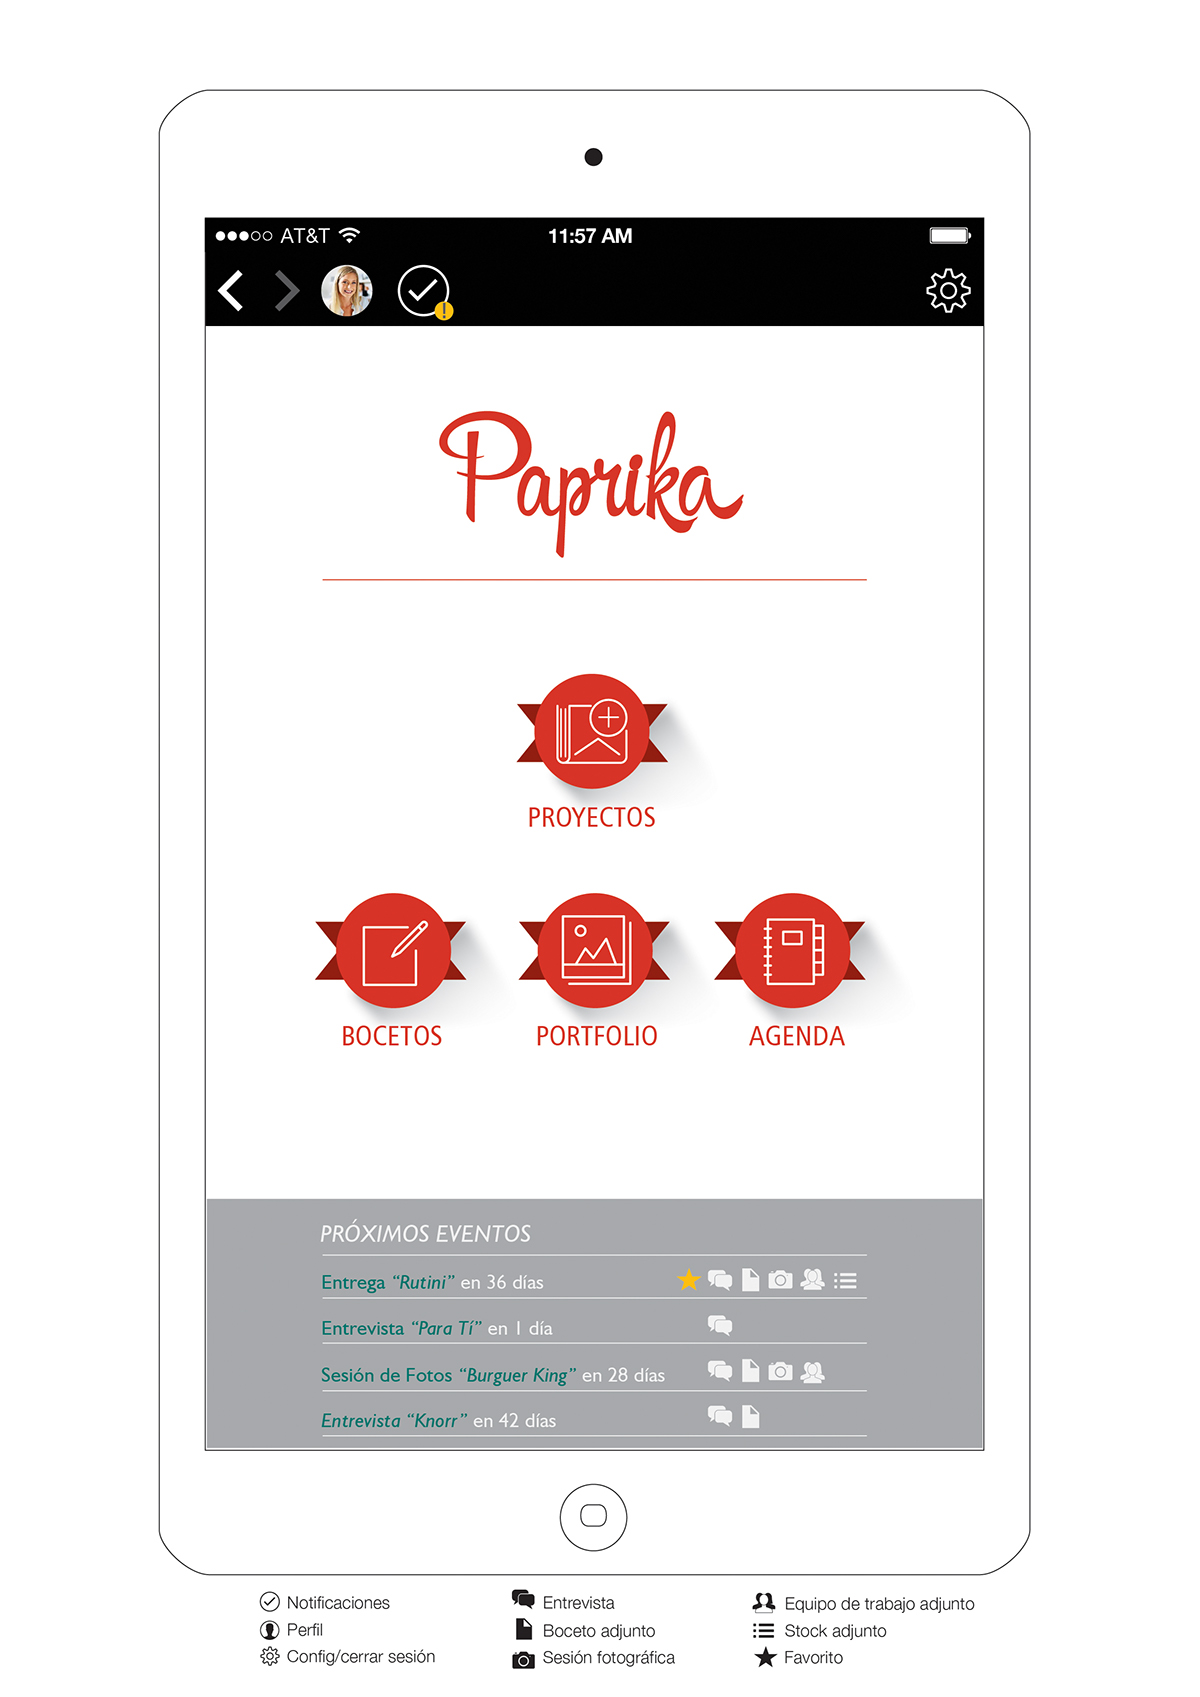 AT&T 11:57 AM
Paprika
PROYECTOS
BOCETOS PORTFOLIO AGENDA
PRÓXIMOS EVENTOS
Entrega “Rutini” en 36 días
Entrevista “Para Tí” en 1 día
Sesión de Fotos “Burguer King” en 28 días
Entrevista “Knorr” en 42 días
Notificaciones
Perfil
Config/cerrar sesión
Entrevista
Boceto adjunto
Sesión fotográfica
Equipo de trabajo adjunto
Stock adjunto
Favorito